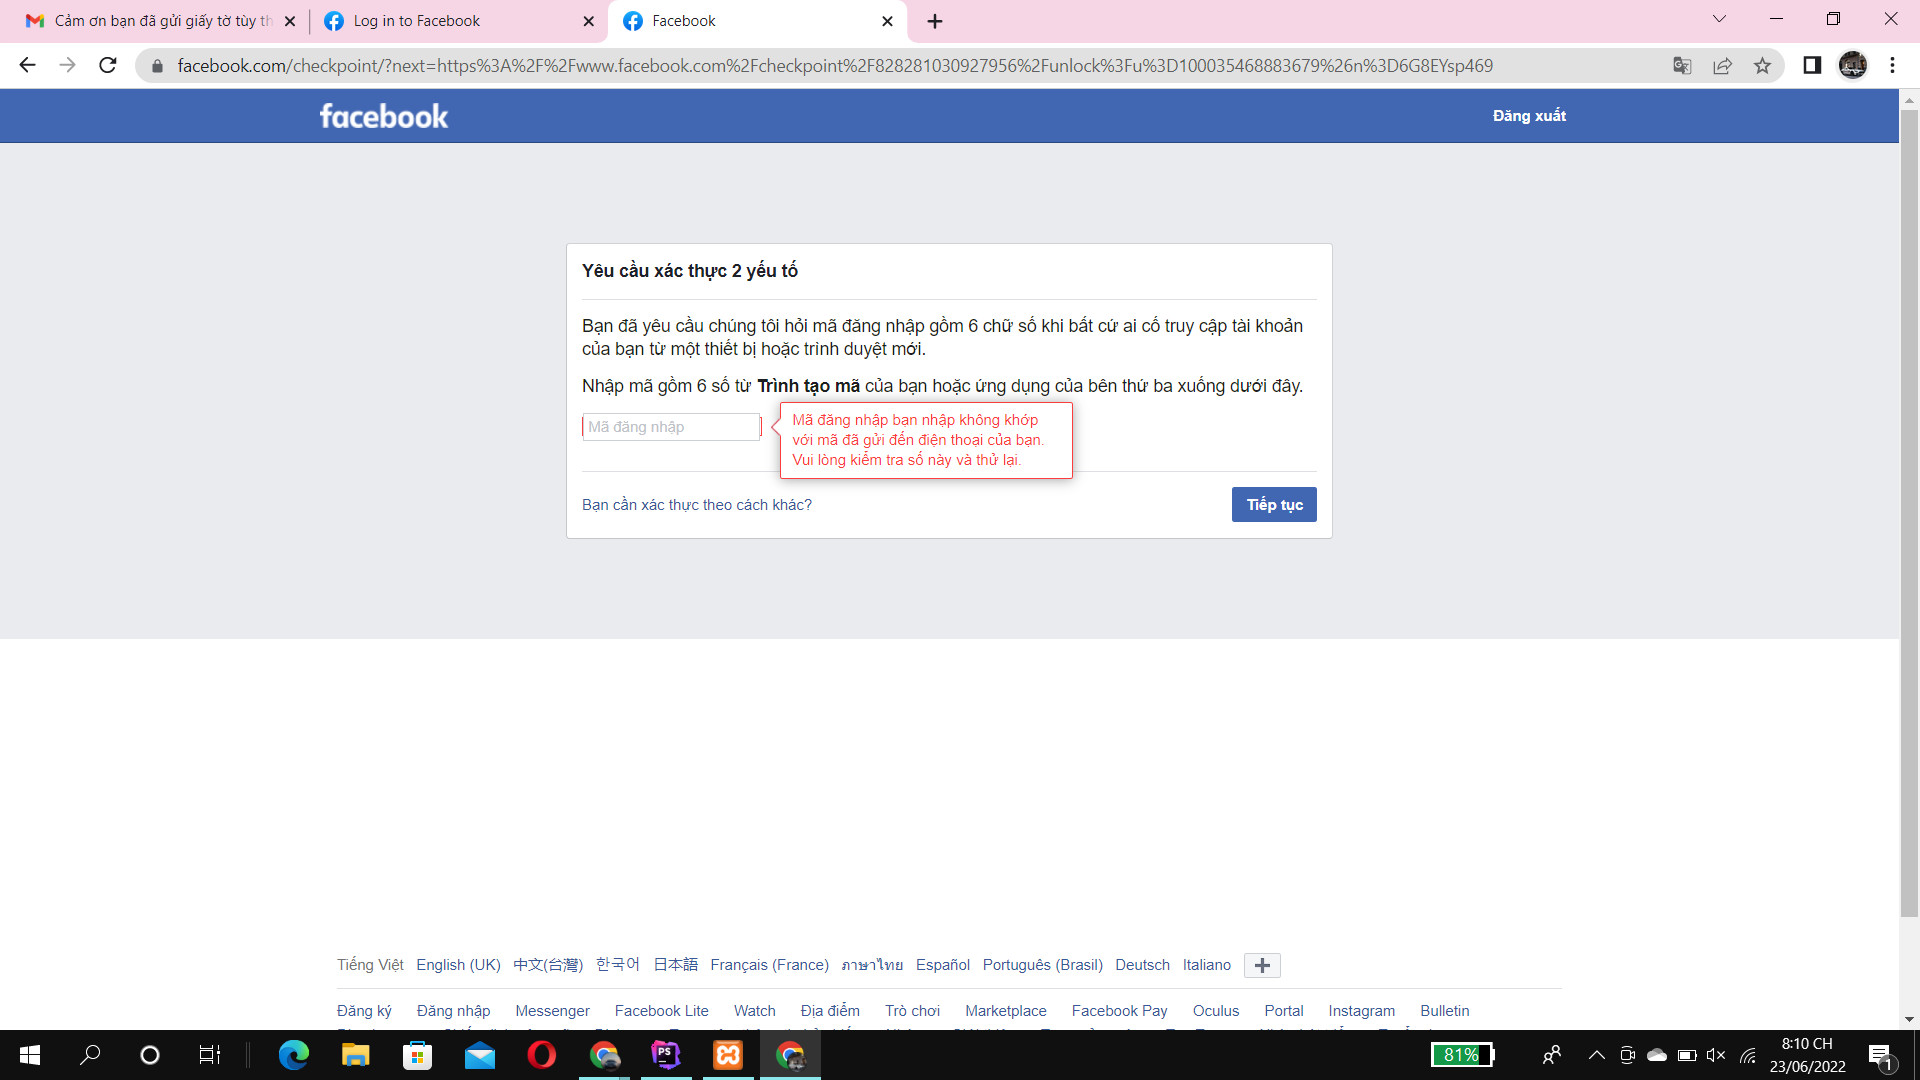 Cảm ơn bạn đã gửi giấy tờ tùy th
Log in to Facebook
Facebook
facebook.com/checkpoint/?next=https%3A%2F%2Fwww.facebook.com%2Fcheckpoint%2F828281030927956%2Funlock%3Fu%3D100035468883679%26n%3D6G8EYsp469
facebook
Đăng xuất
Yêu cầu xác thực 2 yếu tố
Bạn đã yêu cầu chúng tôi hỏi mã đăng nhập gồm 6 chữ số khi bất cứ ai cố truy cập tài khoản
của bạn từ một thiết bị hoặc trình duyệt mới.
Nhập mã gồm 6 số từ Trình tạo mã của bạn hoặc ứng dụng của bên thứ ba xuống dưới đây.
Mã đăng nhập
Mã đăng nhập bạn nhập không khớp
với mã đã gửi đến điện thoại của bạn.
Vui lòng kiểm tra số này và thử lại.
Bạn cần xác thực theo cách khác?
Tiếp tục
Tiếng Việt English (UK) 中文(台灣) 한국어 日本語 Français (France) ภาษาไทย Español Português (Brasil) Deutsch Italiano
Đăng ký Đăng nhập Messenger Facebook Lite Watch Địa điểm Trò chơi Marketplace Facebook Pay Oculus Portal Instagram Bulletin
PS
81%
8:10 CH
23/06/2022
1